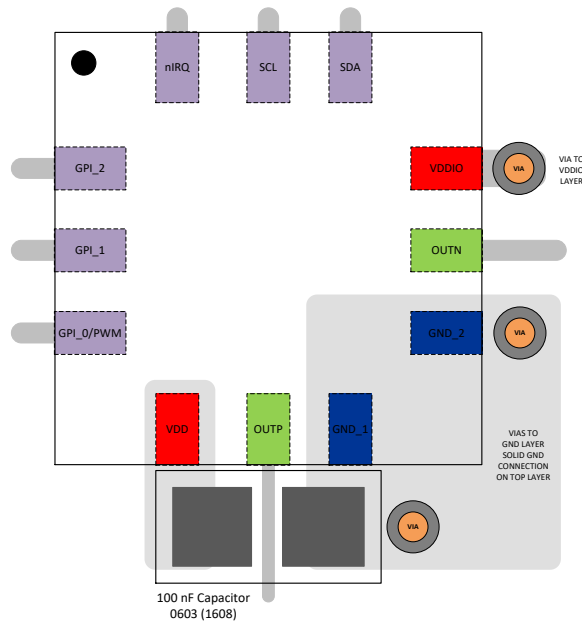 nIRQ
SCL
SDA
GPI_2
VDDIO
VIA
VIA TO
VDDIO
LAYER
GPI_1
OUTN
GPI_0/PWM
GND_2
VIA
VDD
OUTP
GND_1
VIAS TO
GND LAYER
SOLID GND
CONNECTION
ON TOP LAYER
VIA
100 nF Capacitor
0603 (1608)